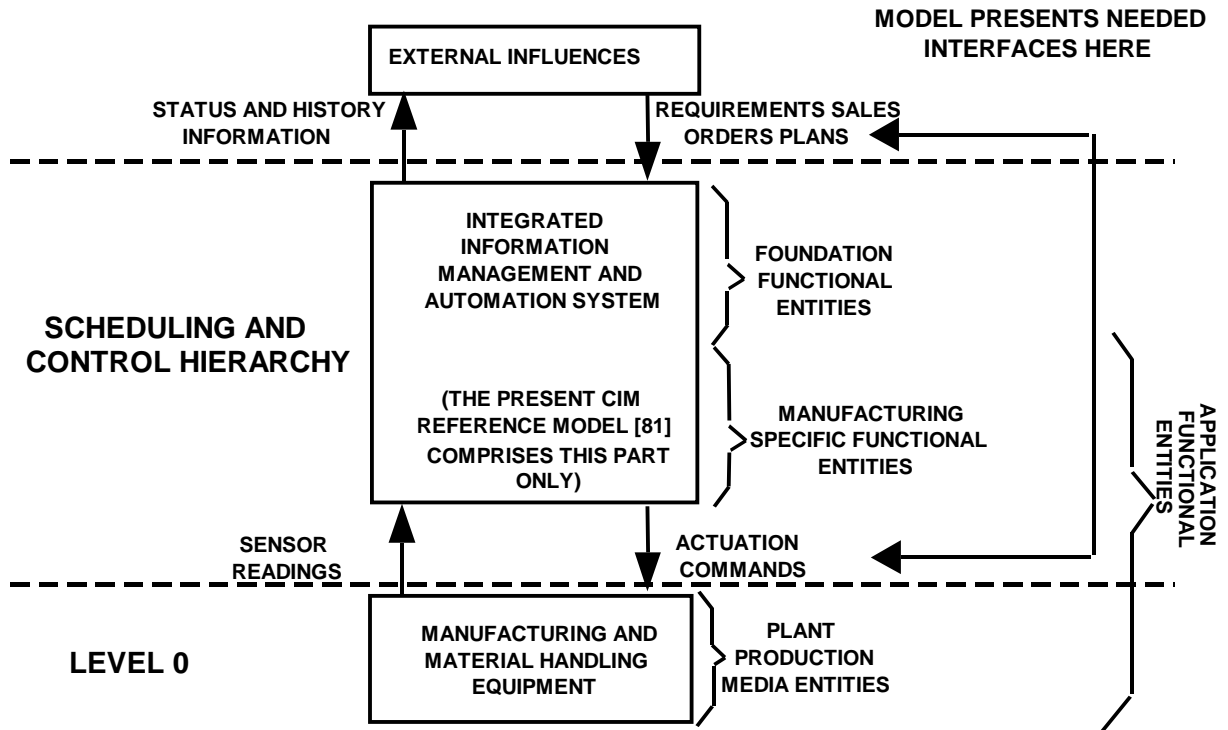 MODEL PRESENTS NEEDED
INTERFACES HERE
EXTERNAL INFLUENCES
STATUS AND HISTORY
INFORMATION
REQUIREMENTS SALES
ORDERS PLANS
INTEGRATED
INFORMATION
MANAGEMENT AND
AUTOMATION SYSTEM
FOUNDATION
FUNCTIONAL
ENTITIES
SCHEDULING AND
CONTROL HIERARCHY
(THE PRESENT CIM
REFERENCE MODEL [81]
COMPRISES THIS PART
ONLY)
MANUFACTURING
SPECIFIC FUNCTIONAL
ENTITIES
APPLICATION
FUNCTIONAL
ENTITIES
SENSOR
READINGS
ACTUATION
COMMANDS
LEVEL 0
MANUFACTURING AND
MATERIAL HANDLING
EQUIPMENT
PLANT
PRODUCTION
MEDIA ENTITIES